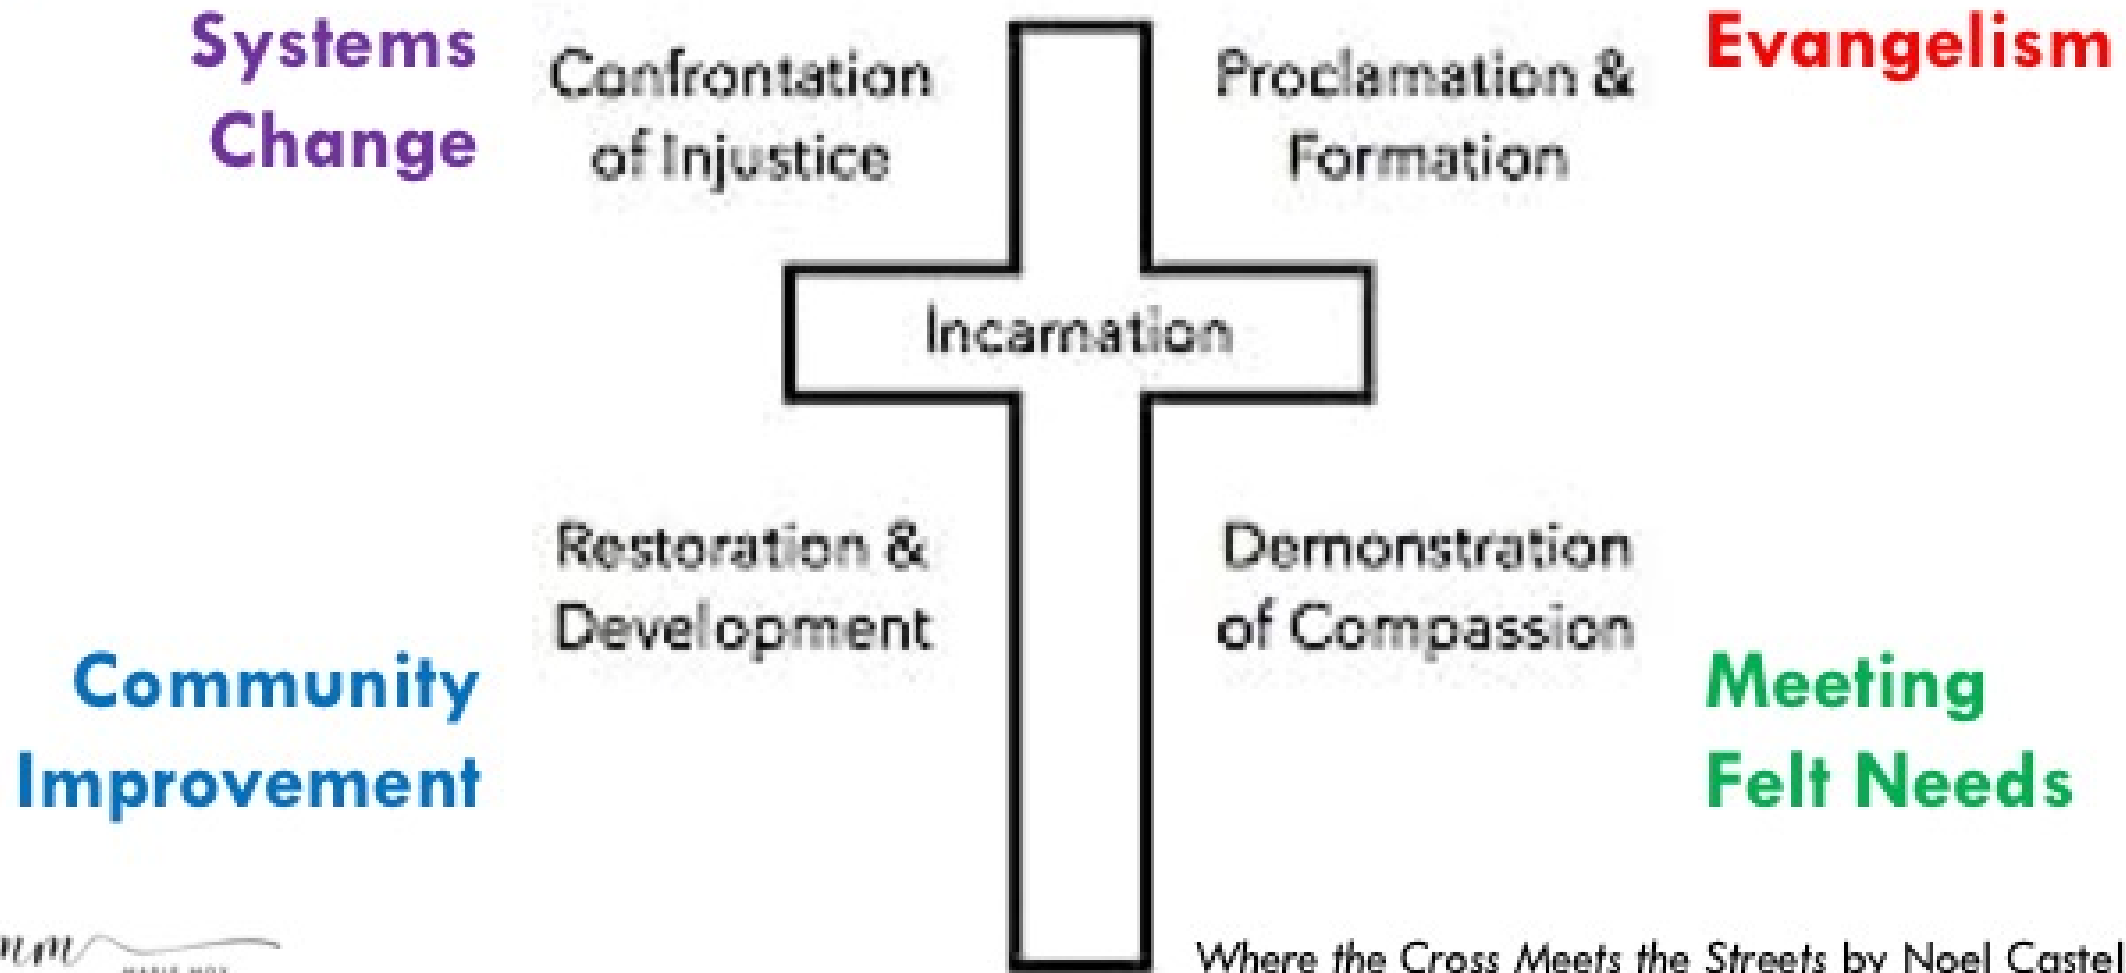 Systems
Change
Confrontation
of Injustice
Proclamation &
Formation
Evangelism
Incarnation
Restoration &
Development
Demonstration
of Compassion
Community
Improvement
Meeting
Felt Needs
mm
Where the Cross Meets the Streets by Noel Castel